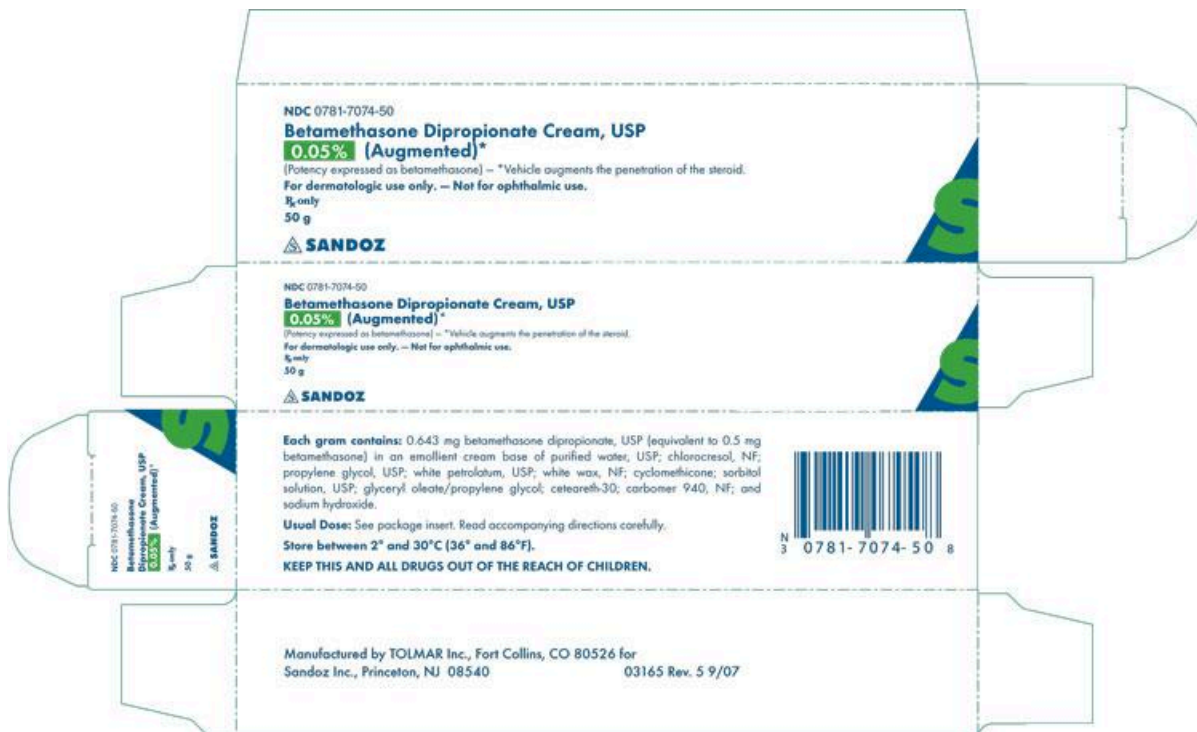 NDC 0781-7074-50
Betamethasone Dipropionate Cream, USP
0.05% (Augmented)*
(Potency expressed as betamethasone) – *Vehicle augments the penetration of the steroid.
For dermatologic use only. – Not for ophthalmic use.
℞ only
50 g
S SANDOZ
S
NDC 0781-7074-50
Betamethasone Dipropionate Cream, USP
0.05% (Augmented)*
(Potency expressed as betamethasone) – *Vehicle augments the penetration of the steroid.
For dermatologic use only. – Not for ophthalmic use.
℞ only
50 g
S SANDOZ
S
NDC 0781-7074-50
Betamethasone
Dipropionate Cream, USP
0.05% (Augmented)*
℞ only
50 g
S SANDOZ
S
Each gram contains: 0.643 mg betamethasone dipropionate, USP (equivalent to 0.5 mg
betamethasone) in an emollient cream base of purified water, USP; chlorocresol, NF;
propylene glycol, USP; white petrolatum, USP; white wax, NF; cyclomethicone; sorbitol
solution, USP; glyceryl oleate/propylene glycol; ceteareth-30; carbomer 940, NF; and
sodium hydroxide.
Usual Dose: See package insert. Read accompanying directions carefully.
Store between 2° and 30°C (36° and 86°F).
KEEP THIS AND ALL DRUGS OUT OF THE REACH OF CHILDREN.
N
3 0781-7074-50 8
Manufactured by TOLMAR Inc., Fort Collins, CO 80526 for
Sandoz Inc., Princeton, NJ 08540 03165 Rev. 5 9/07